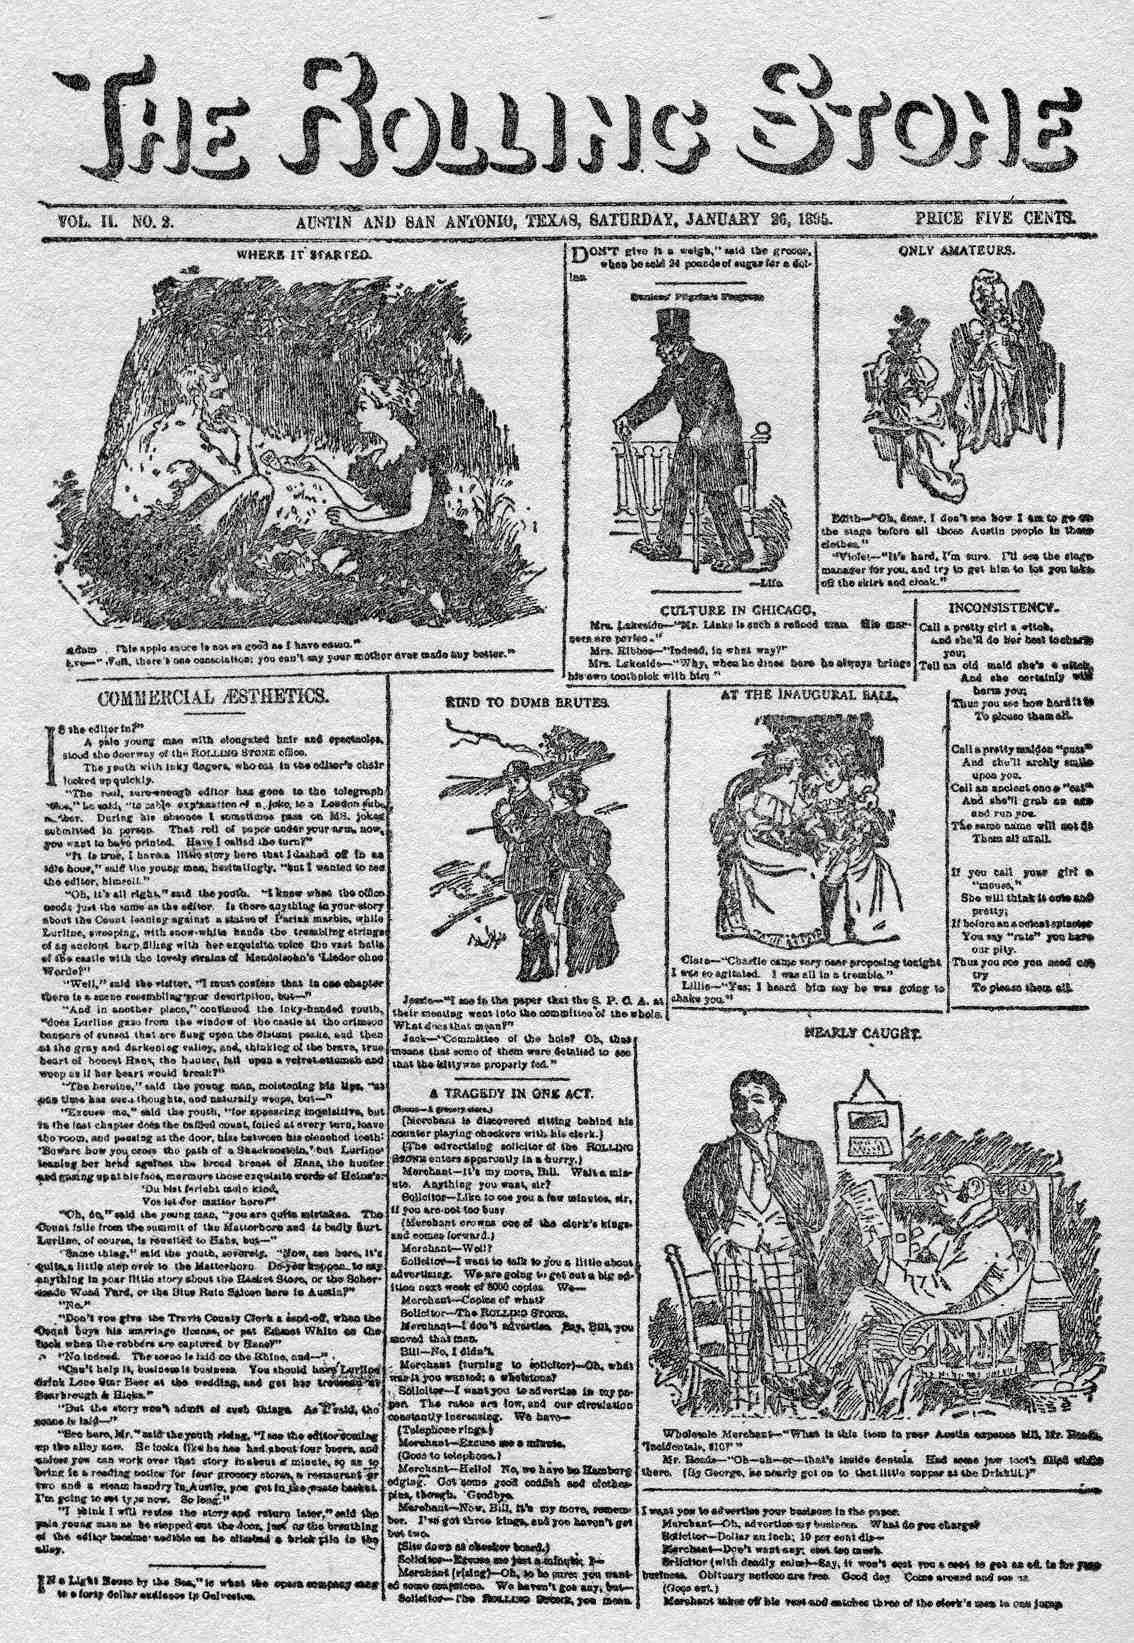 THE ROLLING STONE
VOL. II. NO. 2.
AUSTIN AND SAN ANTONIO, TEXAS, SATURDAY, JANUARY 26, 1895.
PRICE FIVE CENTS.
WHERE IT STARTED.
Adam This apple sauce is not as good as I have eaten."
Eve—" Well, there's one consolation; you can't say your mother ever made any better."
DON'T give it a weigh," said the grocer,
when he sold 24 pounds of sugar for a dol-
lar.
Bunions' Pilgrim's Progress
—Life
ONLY AMATEURS.
Edith—"Oh, dear, I don't see how I am to go on
the stage before all those Austin people in these
clothes."
"Violet—"It's hard, I'm sure. I'll see the stage
manager for you, and try to get him to let you take
off the skirt and cloak."
CULTURE IN CHICAGO.
Mrs. Lakeside—"Mr. Links is such a refined man. His man-
ners are perfec."
Mrs. Ribbes—"Indeed, in what way?"
Mrs. Lakeside—"Why, when he dines here he always brings
his own toothpick with him "
INCONSISTENCY.
Call a pretty girl a witch,
And she'll do her best to charm
you;
Tell an old maid she's a witch,
And she certainly will
harm you;
Thus you see how hard it is
To please them all.
Call a pretty maiden "puss"
And she'll archly smile
upon you.
Call an ancient one a "cat"
And she'll grab an axe
and run you.
The same name will not do
Them all at all.
If you call your girl a
"mouse,"
She will think it cute and
pretty;
If before an ancient spinster
You say "rats" you have
our pity.
Thus you see you need not
try
To please them all.
COMMERCIAL ÆSTHETICS.
IS the editor in?"
A pale young man with elongated hair and spectacles,
stood the doorway of the ROLLING STONE office.
The youth with inky fingers, who sat in the editor's chair
looked up quickly.
"The real, sure-enough editor has gone to the telegraph
office," he said, "to cable explanation of a joke, to a London subs
During his absence I sometimes pass on MS. jokes
submitted in person. That roll of paper under your arm, now,
you want to have printed. Have I called the turn?"
"It is true, I have a little story here that I dashed off in an
idle hour," said the young man, hesitatingly, "but I wanted to see
the editor, himself."
"Oh, it's all right," said the youth. "I know what the office
needs just the same as the editor. Is there anything in your story
about the Count leaning against a statue of Parian marble, while
Lurline, sweeping, with snow-white hands the trembling strings
of an ancient harp, filling with her exquisite voice the vast halls
of the castle with the lovely strains of Mendelsohn's 'Lieder ohne
Worde?"
"Well," said the visitor, "I must confess that in one chapter
there is a scene resembling your description, but—"
"And in another place," continued the inky-handed youth,
"does Lurline gaze from the window of the castle at the crimson
banners of sunset that are flung upon the distant peaks, and then
at the gray and darkening valley, and, thinking of the brave, true
heart of honest Hans, the hunter, fall upon a velvet ottoman and
weep as if her heart would break?"
"The heroine," said the young man, moistening his lips, "at
one time has such thoughts, and naturally weeps, but—"
"Excuse me," said the youth, "for appearing inquisitive, but
in the last chapter does the baffled count, foiled at every turn, leave
the room, and pausing at the door, hiss between his clenched teeth:
'Beware how you cross the path of a Shackenstein,' but Lurline
leaning her head against the broad breast of Hans, the hunter
and gazing up at his face, murmurs those exquisite words of Heine's:
'Du bist
"Oh, no," said the young man, "you are quite mistaken. The
Count falls from the summit of the Matterhorn and is badly hurt.
Lurline, of course, is reunited to Hans, but—"
"Same thing," said the youth, severely. "Now, see here, it's
quite a little step over to the Matterhorn. Do you happen to say
anything in your little story about the Racket Store, or the
Wood Yard, or the Blue Ruin Saloon here in Austin?"
"No."
"Don't you give the Travis County Clerk a send-off, when the
Count buys his marriage license, or pat Emmet White on the
back when the robbers are captured by Hans?"
"No indeed. The scene is laid on the Rhine, and—"
"Can't help it, business is business. You should have Lurline
drink Lone Star Beer at the wedding, and get her trousseau at
Scarbrough & Hicks."
"But the story won't admit of such things. As I said, the
scene is laid—"
"See here, Mr." said the youth rising, "I see the editor coming
up the alley now. He looks like he has had about four beers, and
unless you can work over that story in about a minute, so as to
bring in a reading notice for four grocery stores, a restaurant or
two and a steam laundry in Austin, you get in the waste basket.
I'm going to set type now. So long."
"I think I will revise the story and return later," said the
pale young man as he stepped out the door, just as the breathing
of the editor became audible as he climbed a brick pile in the
alley.
IN a Light House by the Sea," is what the opera company sang
to a forty dollar audience in Galveston.
KIND TO DUMB BRUTES.
Jessie—"I see in the paper that the S. P. C. A. at
their meeting went into the committee of the whole.
What does that mean?"
Jack—"Committee of the hole? Oh, that
means that some of them were detailed to see
that the kitty was properly fed."
A TRAGEDY IN ONE ACT.
(Scene—A grocery store.)
(Merchant is discovered sitting behind his
counter playing checkers with his clerk.)
(The advertising solicitor of the ROLLING
STONE enters apparently in a hurry.)
Merchant—It's my move, Bill. Wait a min-
ute. Anything you want, sir?
Solicitor—Like to see you a few minutes, sir,
if you are not too busy
(Merchant crowns one of the clerk's kings
and comes forward.)
Merchant—Well?
Solicitor—I want to talk to you a little about
advertising. We are going to get out a big ed-
ition next week of 6000 copies. We—
Merchant—Copies of what?
Solicitor—The ROLLING STONE.
Merchant—I don't advertise. Say, Bill, you
moved that man.
Bill—No, I didn't.
Merchant (turning to solicitor)—Oh, what
was it you wanted; a whetstone?
Solicitor—I want you to advertise in my pa-
per. The rates are low, and our circulation
constantly increasing. We have—
(Telephone rings.)
Merchant—Excuse me a minute.
(Goes to telephone.)
Merchant—Hello! No, we have no Hamburg
edging. Got some good codfish and clothes-
pins, though. 'Goodbye.
Merchant—Now, Bill, it's my move, remem-
ber. I've got three kings, and you haven't got
but two.
(Sits down at checker board.)
Solicitor—Excuse me just a minute, I—
Merchant (rising)—Oh, to be sure; you want-
ed some soapstone. We haven't got any, but—
Solicitor—The ROLLING STONE, you mean.
AT THE INAUGURAL BALL.
Clara—"Charlie came very near proposing tonight
I was so agitated. I was all in a tremble."
Lillie—"Yes; I heard him say he was going to
shake you."
NEARLY CAUGHT.
Wholesale Merchant—"What is this item in your Austin expense bill, Mr.
'Incidentals, $10?'"
Mr. —"Oh—ah—er—that's inside dentals. Had some jaw tooth filled while
there. (By George, he nearly got on to that little supper at the Driskill.)"
I want you to advertise your business in the paper.
Merchant—Oh, advertise my business. What do you charge?
Solicitor—Dollar an inch; 10 per cent dis—
Merchant—Don't want any; cost too much.
Solicitor (with deadly calm)—Say, it won't cost you a cent to get an ad. in for your
business. Obituary notices are free. Good day. Come around and see us.
(Goes out.)
Merchant takes off his vest and catches three of the clerk's men in one jump